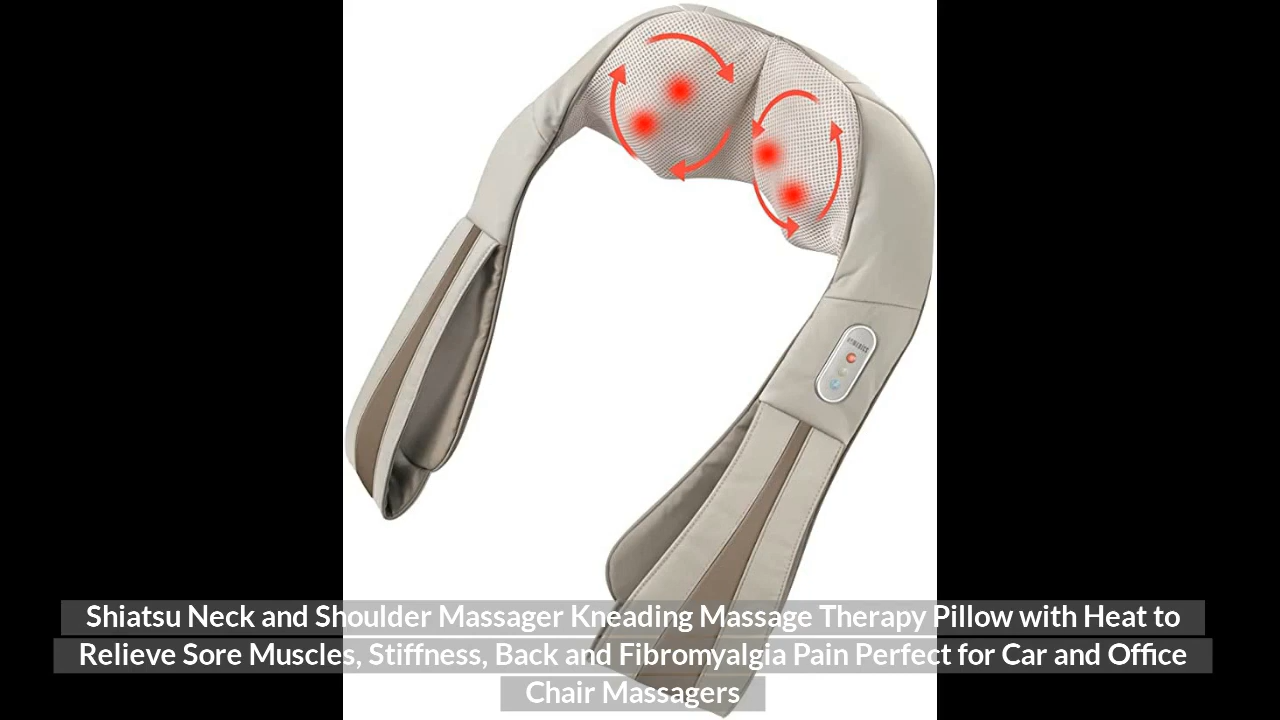 HOMEDICS
Shiatsu Neck and Shoulder Massager Kneading Massage Therapy Pillow with Heat to
Relieve Sore Muscles, Stiffness, Back and Fibromyalgia Pain Perfect for Car and Office
Chair Massagers